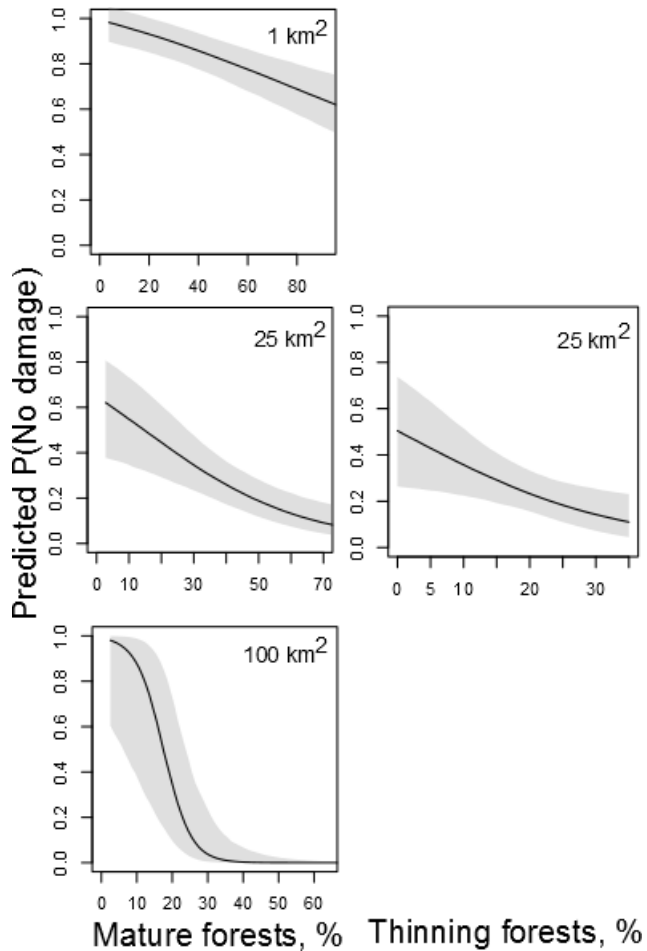 Predicted P(No damage)
1 km²
0.0 0.2 0.4 0.6 0.8 1.0
0 20 40 60 80
25 km²
0.0 0.2 0.4 0.6 0.8 1.0
0 10 30 50 70
25 km²
0.0 0.2 0.4 0.6 0.8 1.0
0 5 10 20 30
100 km²
0.0 0.2 0.4 0.6 0.8 1.0
0 10 20 30 40 50 60
Mature forests, %
Thinning forests, %